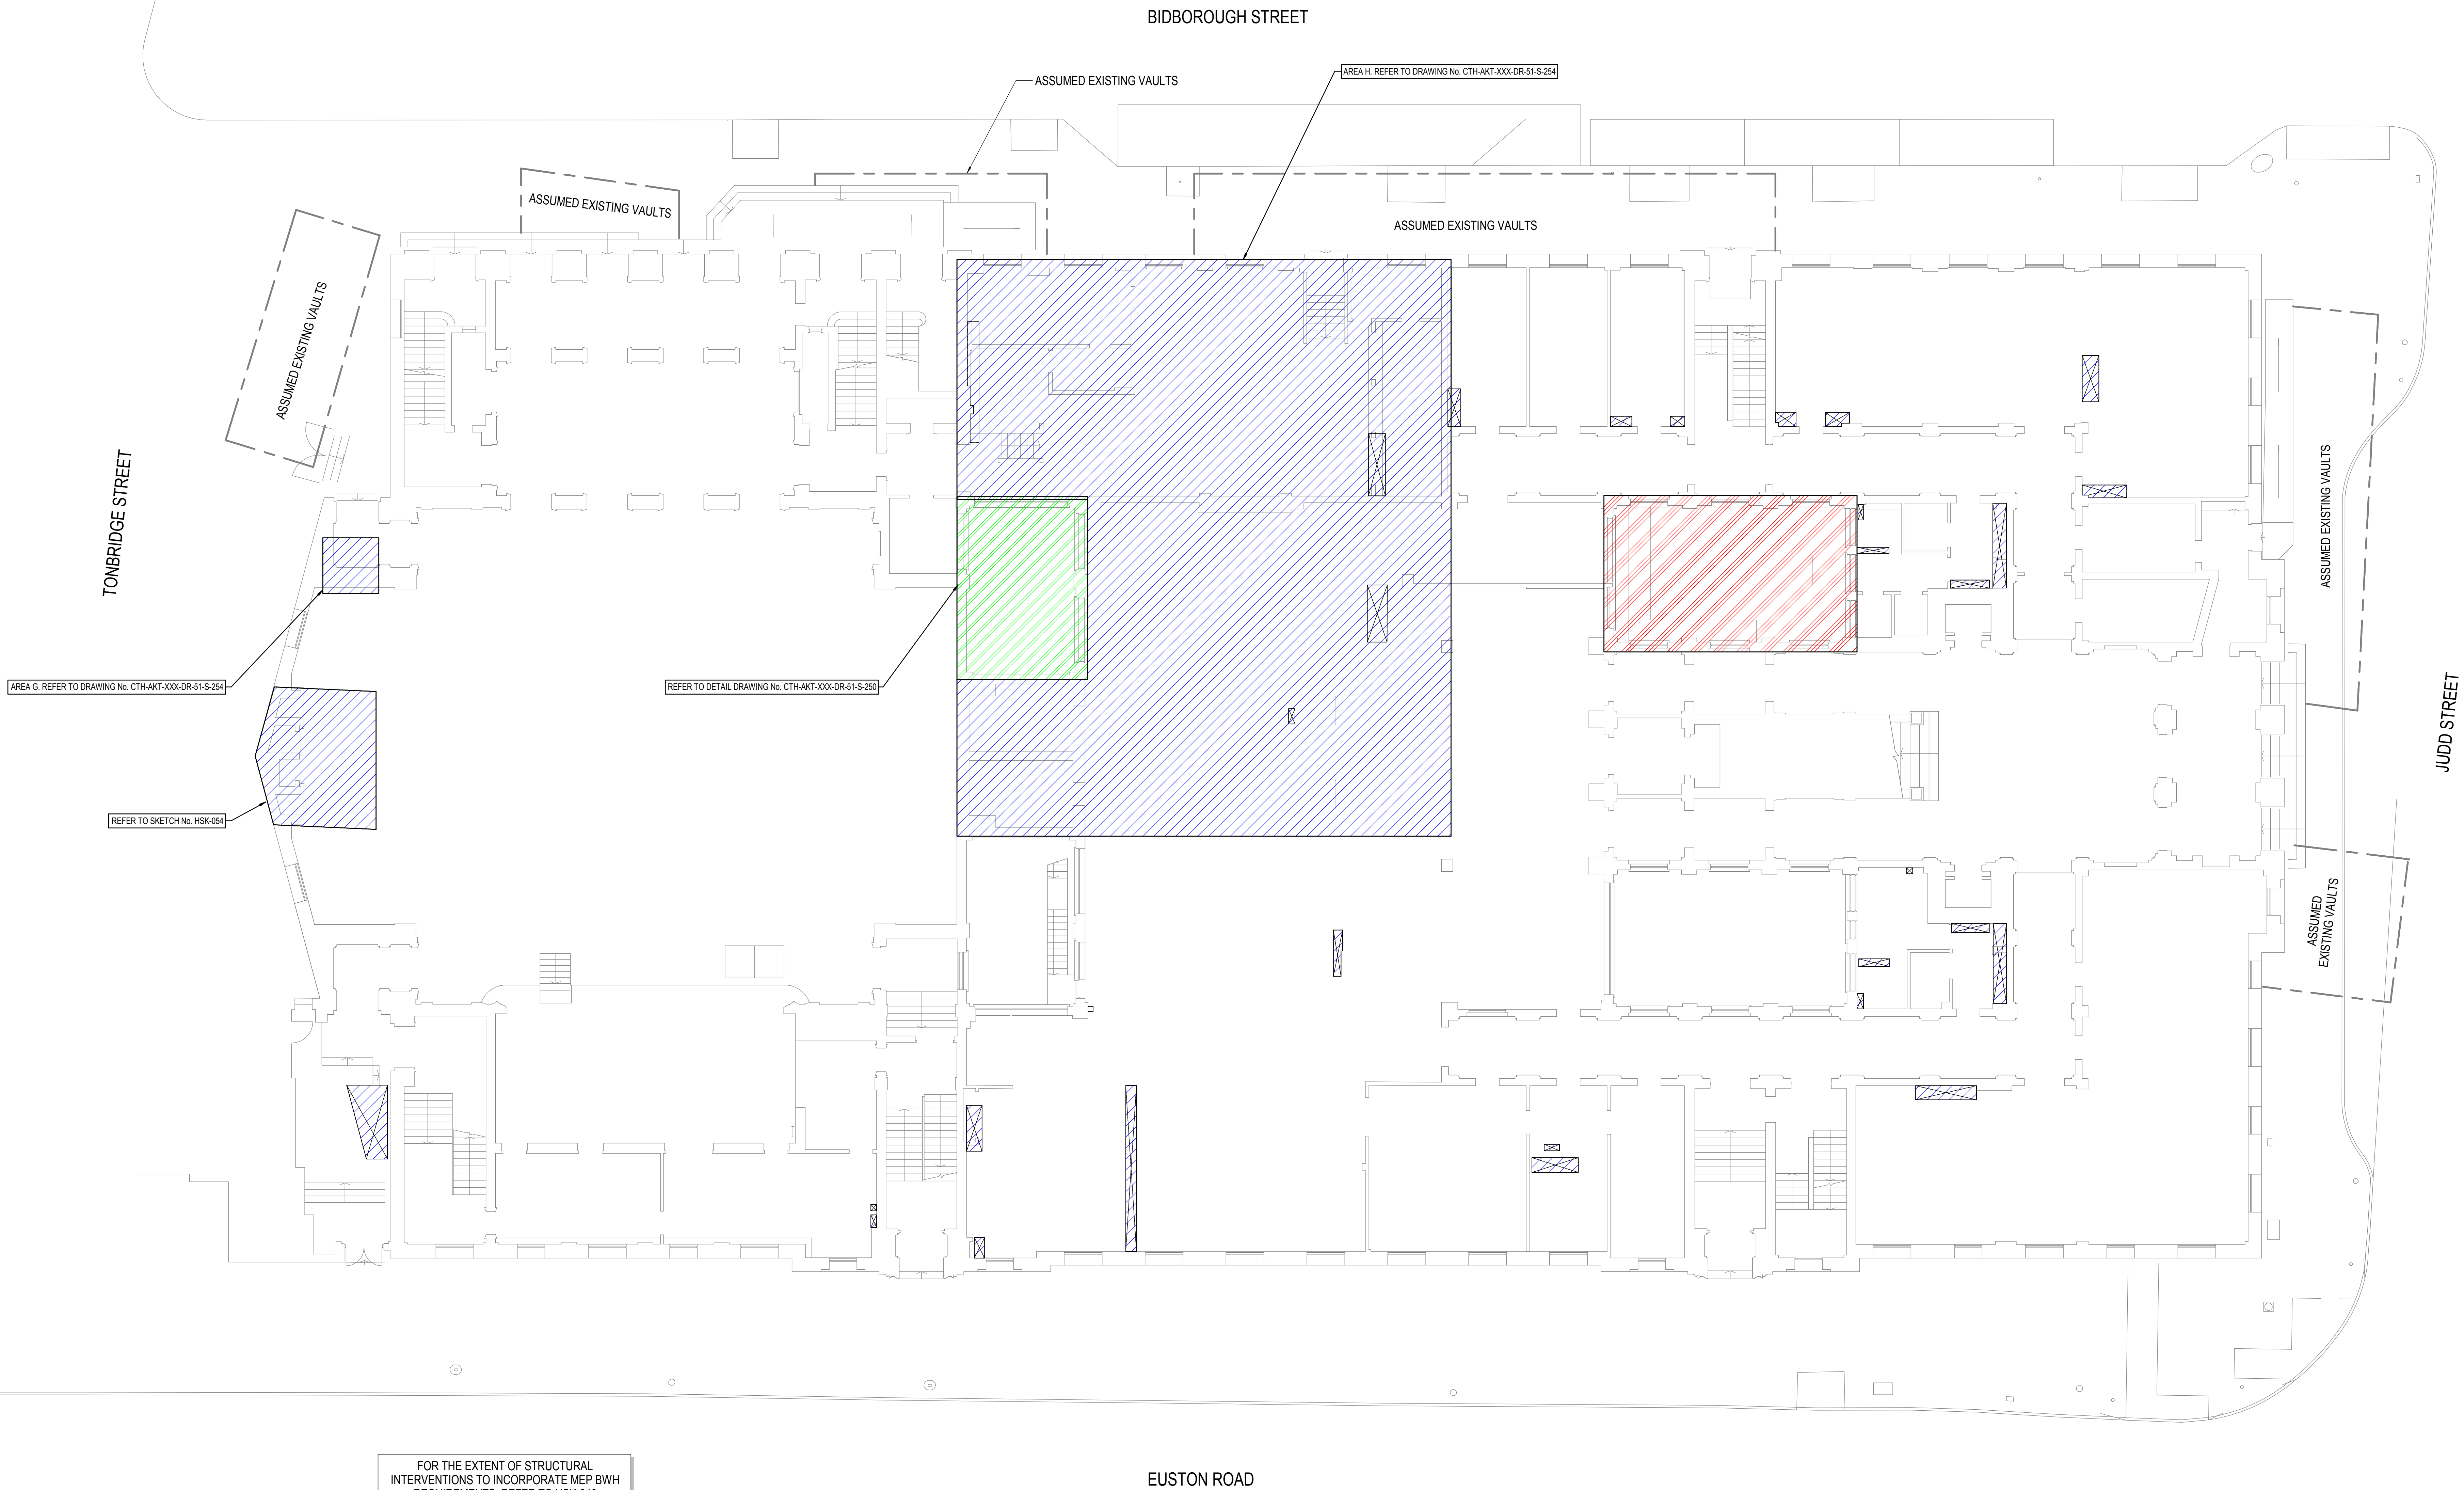 BIDBOROUGH STREET
AREA H. REFER TO DRAWING No. CTH-AKT-XXX-DR-51-S-254
ASSUMED EXISTING VAULTS
ASSUMED EXISTING VAULTS
ASSUMED EXISTING VAULTS
ASSUMED EXISTING VAULTS
TONBRIDGE STREET
ASSUMED EXISTING VAULTS
AREA G. REFER TO DRAWING No. CTH-AKT-XXX-DR-51-S-254
REFER TO DETAIL DRAWING No. CTH-AKT-XXX-DR-51-S-250
JUDD STREET
REFER TO SKETCH No. HSK-054
ASSUMED
EXISTING VAULTS
FOR THE EXTENT OF STRUCTURAL
INTERVENTIONS TO INCORPORATE MEP BWH
EUSTON ROAD